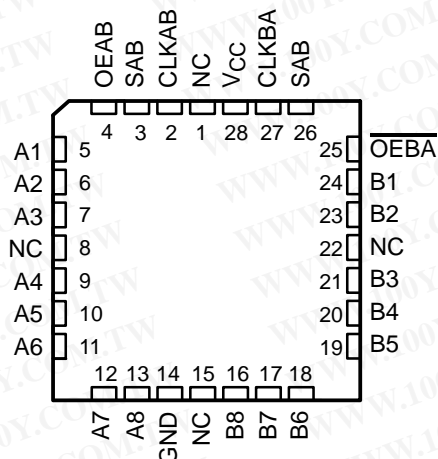 OEAB SAB CLKAB NC VCC CLKBA SAB
4 3 2 1 28 27 26
A1 5 25 OEBA
A2 6 24 B1
A3 7 23 B2
NC 8 22 NC
A4 9 21 B3
A5 10 20 B4
A6 11 19 B5
12 13 14 15 16 17 18
A7 A8 GND NC B8 B7 B6